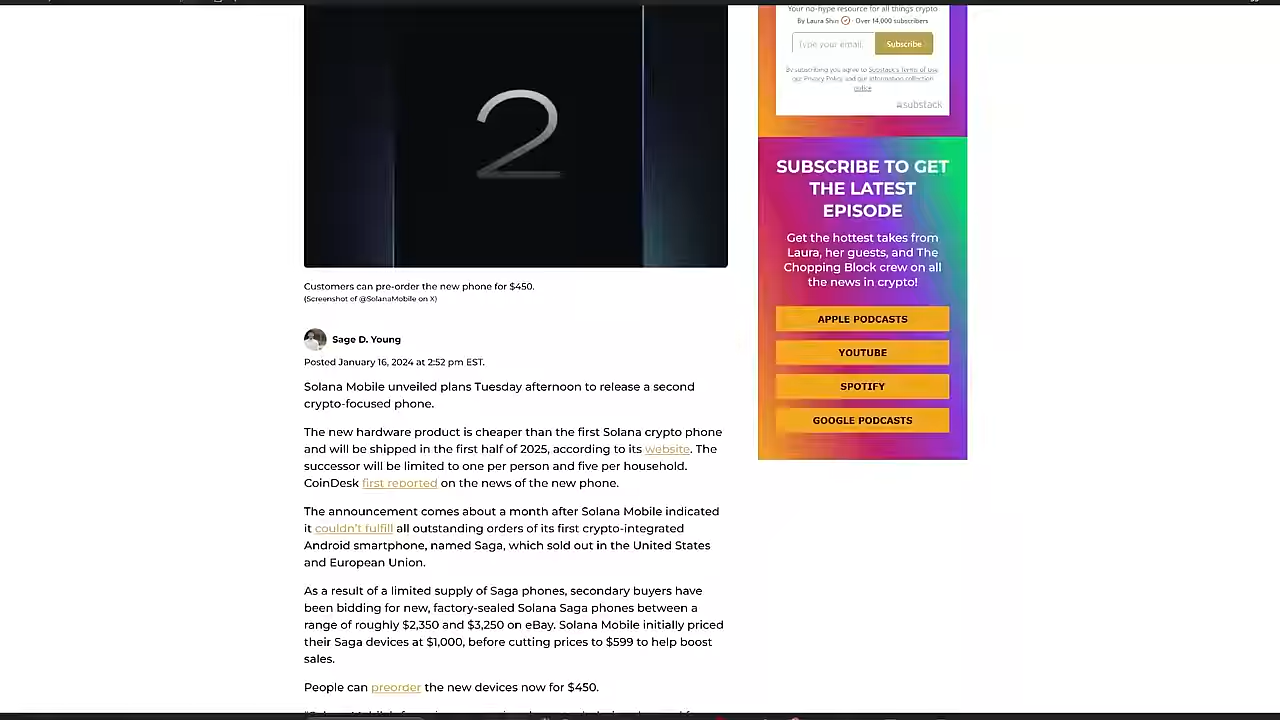 2
Customers can pre-order the new phone for $450.
(Screenshot of @SolanaMobile on X)
Sage D. Young
Posted January 16, 2024 at 2:52 pm EST.
Solana Mobile unveiled plans Tuesday afternoon to release a second
crypto-focused phone.
The new hardware product is cheaper than the first Solana crypto phone
and will be shipped in the first half of 2025, according to its website. The
successor will be limited to one per person and five per household.
CoinDesk first reported on the news of the new phone.
The announcement comes about a month after Solana Mobile indicated
it couldn't fulfill all outstanding orders of its first crypto-integrated
Android smartphone, named Saga, which sold out in the United States
and European Union.
As a result of a limited supply of Saga phones, secondary buyers have
been bidding for new, factory-sealed Solana Saga phones between a
range of roughly $2,350 and $3,250 on eBay. Solana Mobile initially priced
their Saga devices at $1,000, before cutting prices to $599 to help boost
sales.
People can preorder the new devices now for $450.
Your no-hype resource for all things crypto
By Laura Shin · Over 14,000 subscribers
Type your email.
Subscribe
By subscribing you agree to Substack's Terms of Use,
our Privacy Policy and our Information collection
notice
substack
SUBSCRIBE TO GET
THE LATEST
EPISODE
Get the hottest takes from
Laura, her guests, and The
Chopping Block crew on all
the news in crypto!
APPLE PODCASTS
YOUTUBE
SPOTIFY
GOOGLE PODCASTS